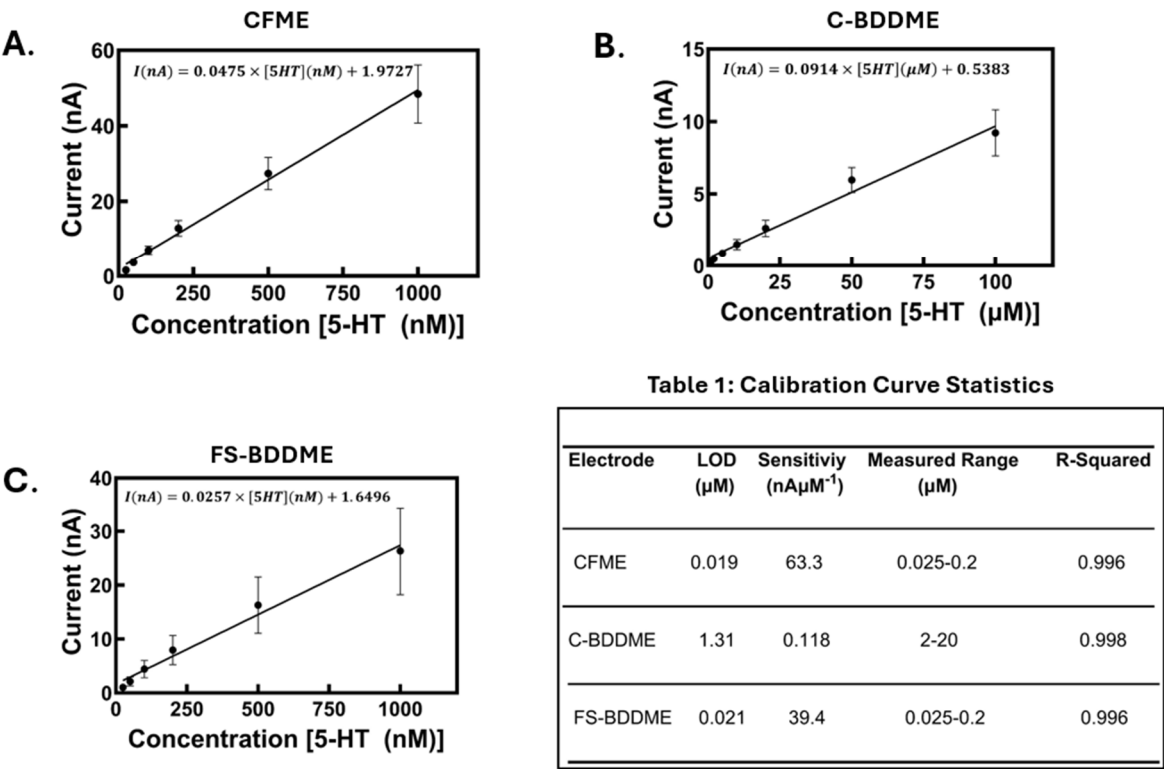 CFME
A.
I(nA) = 0.0475 × [5HT](nM) + 1.9727
60
40
20
0
Current (nA)
0 250 500 750 1000
Concentration [5-HT (nM)]
C-BDDME
B.
I(nA) = 0.0914 × [5HT](μM) + 0.5383
15
10
5
0
Current (nA)
0 25 50 75 100
Concentration [5-HT (μM)]
FS-BDDME
C.
I(nA) = 0.0257 × [5HT](nM) + 1.6496
40
30
20
10
0
Current (nA)
0 250 500 750 1000
Concentration [5-HT (nM)]
Table 1: Calibration Curve Statistics
Electrode LOD Sensitiviy Measured Range R-Squared
(μM) (nAμM⁻¹) (μM)
CFME 0.019 63.3 0.025-0.2 0.996
C-BDDME 1.31 0.118 2-20 0.998
FS-BDDME 0.021 39.4 0.025-0.2 0.996